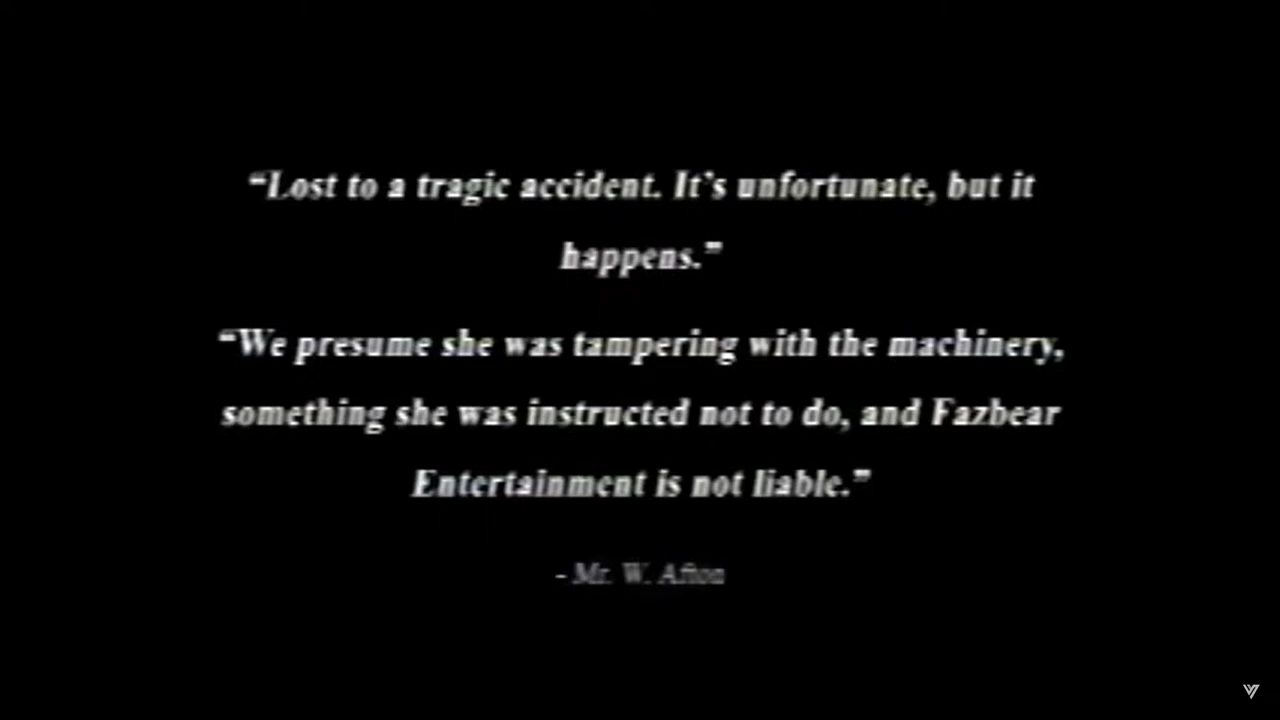 “Lost to a tragic accident. It’s unfortunate, but it
happens.”
“We presume she was tampering with the machinery,
something she was instructed not to do, and Fazbear
Entertainment is not liable.”
- Mr. W. Afton